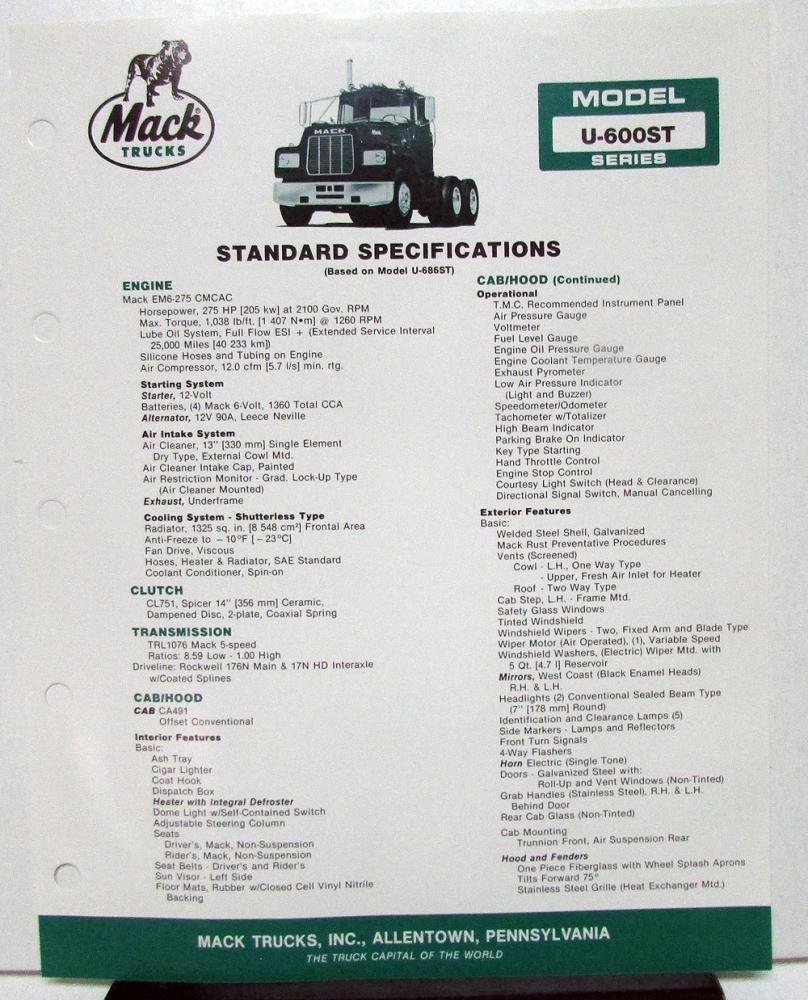 Mack®
TRUCKS
MACK
MODEL
U-600ST
SERIES
STANDARD SPECIFICATIONS
(Based on Model U-686ST)
ENGINE
Mack EM6-275 CMCAC
Horsepower, 275 HP [205 kw] at 2100 Gov. RPM
Max. Torque, 1,038 lb/ft. [1 407 N•m] @ 1260 RPM
Lube Oil System, Full Flow ESI + (Extended Service Interval
25,000 Miles [40 233 km])
Silicone Hoses and Tubing on Engine
Air Compressor, 12.0 cfm [5.7 l/s] min. rtg.
Starting System
Starter, 12-Volt
Batteries, (4) Mack 6-Volt, 1360 Total CCA
Alternator, 12V 90A, Leece Neville
Air Intake System
Air Cleaner, 13" [330 mm] Single Element
Dry Type, External Cowl Mtd.
Air Cleaner Intake Cap, Painted
Air Restriction Monitor - Grad. Lock-Up Type
(Air Cleaner Mounted)
Exhaust, Underframe
Cooling System - Shutterless Type
Radiator, 1325 sq. in. [8 548 cm²] Frontal Area
Anti-Freeze to – 10°F [ – 23°C]
Fan Drive, Viscous
Hoses, Heater & Radiator, SAE Standard
Coolant Conditioner, Spin-on
CLUTCH
CL751, Spicer 14" [356 mm] Ceramic,
Dampened Disc, 2-plate, Coaxial Spring
TRANSMISSION
TRL1076 Mack 5-speed
Ratios: 8.59 Low - 1.00 High
Driveline: Rockwell 176N Main & 17N HD Interaxle
w/Coated Splines
CAB/HOOD
CAB CA491
Offset Conventional
Interior Features
Basic:
Ash Tray
Cigar Lighter
Coat Hook
Dispatch Box
Heater with Integral Defroster
Dome Light w/Self-Contained Switch
Adjustable Steering Column
Seats
Driver's, Mack, Non-Suspension
Rider's, Mack, Non-Suspension
Seat Belts - Driver's and Rider's
Sun Visor - Left Side
Floor Mats, Rubber w/Closed Cell Vinyl Nitrile
Backing
CAB/HOOD (Continued)
Operational
T.M.C. Recommended Instrument Panel
Air Pressure Gauge
Voltmeter
Fuel Level Gauge
Engine Oil Pressure Gauge
Engine Coolant Temperature Gauge
Exhaust Pyrometer
Low Air Pressure Indicator
(Light and Buzzer)
Speedometer/Odometer
Tachometer w/Totalizer
High Beam Indicator
Parking Brake On Indicator
Key Type Starting
Hand Throttle Control
Engine Stop Control
Courtesy Light Switch (Head & Clearance)
Directional Signal Switch, Manual Cancelling
Exterior Features
Basic:
Welded Steel Shell, Galvanized
Mack Rust Preventative Procedures
Vents (Screened)
Cowl - L.H., One Way Type
- Upper, Fresh Air Inlet for Heater
Roof - Two Way Type
Cab Step, L.H. - Frame Mtd.
Safety Glass Windows
Tinted Windshield
Windshield Wipers - Two, Fixed Arm and Blade Type
Wiper Motor (Air Operated), (1), Variable Speed
Windshield Washers, (Electric) Wiper Mtd. with
5 Qt. [4.7 l] Reservoir
Mirrors, West Coast (Black Enamel Heads)
R.H. & L.H.
Headlights (2) Conventional Sealed Beam Type
(7" [178 mm] Round)
Identification and Clearance Lamps (5)
Side Markers - Lamps and Reflectors
Front Turn Signals
4-Way Flashers
Horn Electric (Single Tone)
Doors - Galvanized Steel with:
Roll-Up and Vent Windows (Non-Tinted)
Grab Handles (Stainless Steel), R.H. & L.H.
Behind Door
Rear Cab Glass (Non-Tinted)
Cab Mounting
Trunnion Front, Air Suspension Rear
Hood and Fenders
One Piece Fiberglass with Wheel Splash Aprons
Tilts Forward 75°
Stainless Steel Grille (Heat Exchanger Mtd.)
MACK TRUCKS, INC., ALLENTOWN, PENNSYLVANIA
THE TRUCK CAPITAL OF THE WORLD